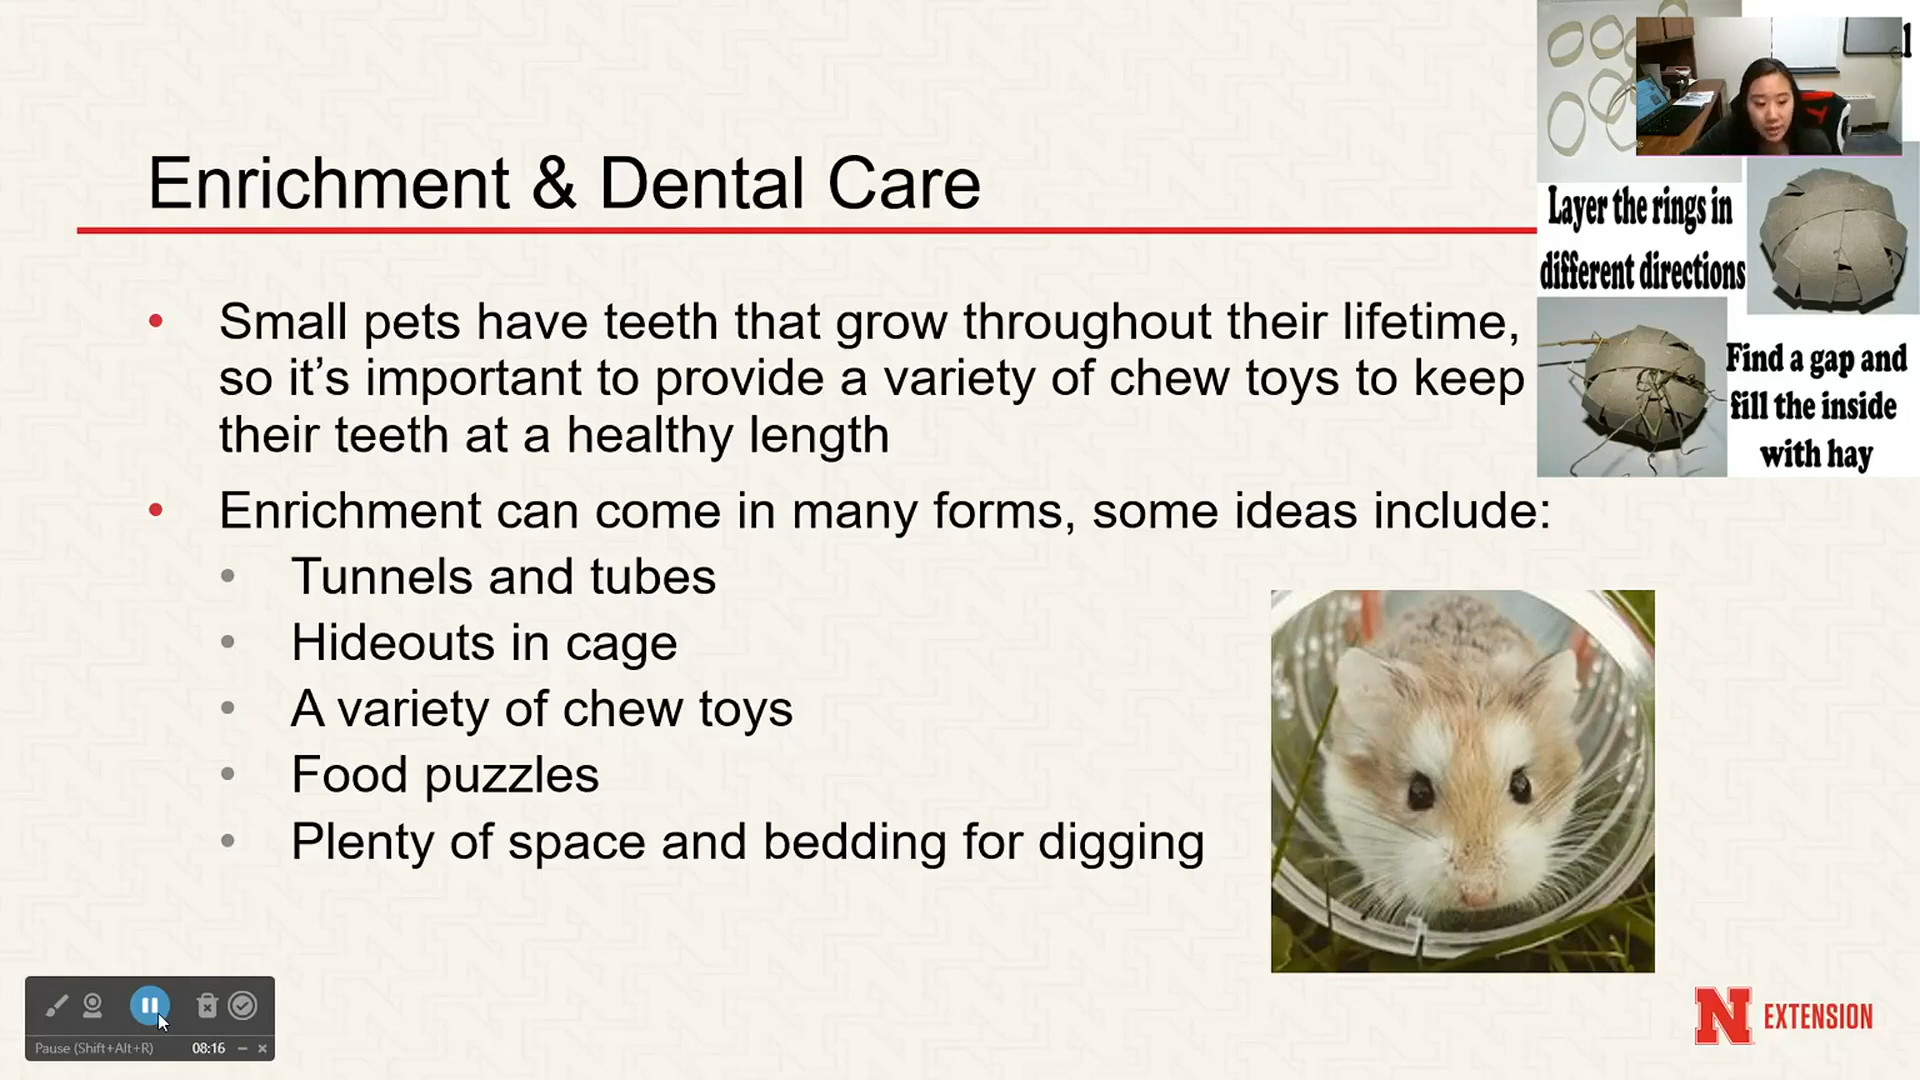 Enrichment & Dental Care
• Small pets have teeth that grow throughout their lifetime,
so it’s important to provide a variety of chew toys to keep
their teeth at a healthy length
• Enrichment can come in many forms, some ideas include:
• Tunnels and tubes
• Hideouts in cage
• A variety of chew toys
• Food puzzles
• Plenty of space and bedding for digging
Layer the rings in
different directions
Find a gap and
fill the inside
with hay
Pause (Shift+Alt+R) 08:16
N EXTENSION